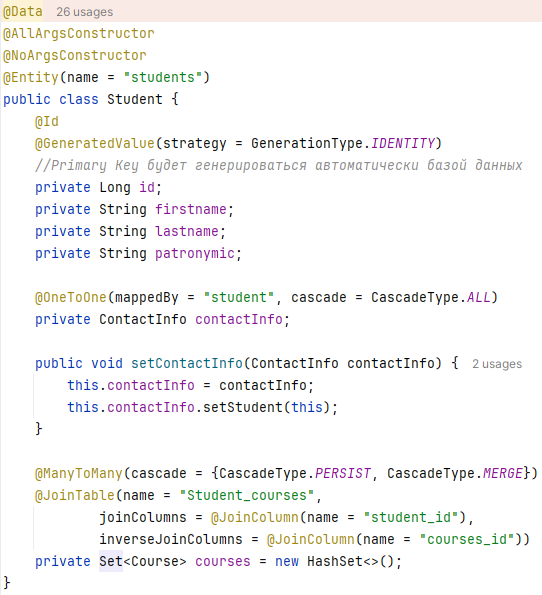 @Data 26 usages
@AllArgsConstructor
@NoArgsConstructor
@Entity(name = "students")
public class Student {
    @Id
    @GeneratedValue(strategy = GenerationType.IDENTITY)
    //Primary Key будет генерироваться автоматически базой данных
    private Long id;
    private String firstname;
    private String lastname;
    private String patronymic;

    @OneToOne(mappedBy = "student", cascade = CascadeType.ALL)
    private ContactInfo contactInfo;

    public void setContactInfo(ContactInfo contactInfo) { 2 usages
        this.contactInfo = contactInfo;
        this.contactInfo.setStudent(this);
    }

    @ManyToMany(cascade = {CascadeType.PERSIST, CascadeType.MERGE})
    @JoinTable(name = "Student_courses",
            joinColumns = @JoinColumn(name = "student_id"),
            inverseJoinColumns = @JoinColumn(name = "courses_id"))
    private Set<Course> courses = new HashSet<>();
}